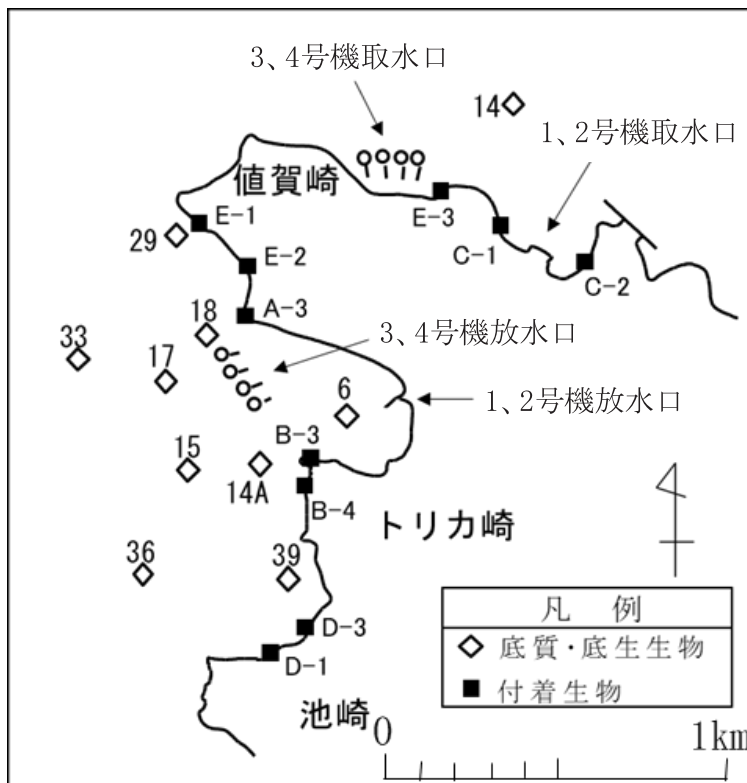 3、4号機取水口
14
1、2号機取水口
値賀崎
E-1
E-3
29
C-1
E-2
C-2
A-3
18
3、4号機放水口
33
17
6
1、2号機放水口
B-3
15
14A
B-4
トリカ崎
36
39
凡 例
底質・底生生物
付着生物
D-3
D-1
池崎
0
1km